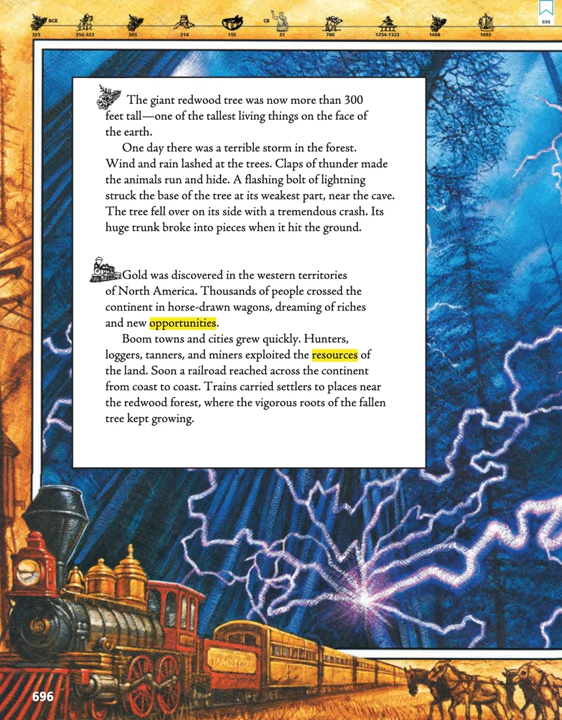 BCE
CE
325
356-323
305
214
155
37
706
1254-1323
1406
1492
696
The giant redwood tree was now more than 300
feet tall—one of the tallest living things on the face of
the earth.
One day there was a terrible storm in the forest.
Wind and rain lashed at the trees. Claps of thunder made
the animals run and hide. A flashing bolt of lightning
struck the base of the tree at its weakest part, near the cave.
The tree fell over on its side with a tremendous crash. Its
huge trunk broke into pieces when it hit the ground.
Gold was discovered in the western territories
of North America. Thousands of people crossed the
continent in horse-drawn wagons, dreaming of riches
and new opportunities.
Boom towns and cities grew quickly. Hunters,
loggers, tanners, and miners exploited the resources of
the land. Soon a railroad reached across the continent
from coast to coast. Trains carried settlers to places near
the redwood forest, where the vigorous roots of the fallen
tree kept growing.
696